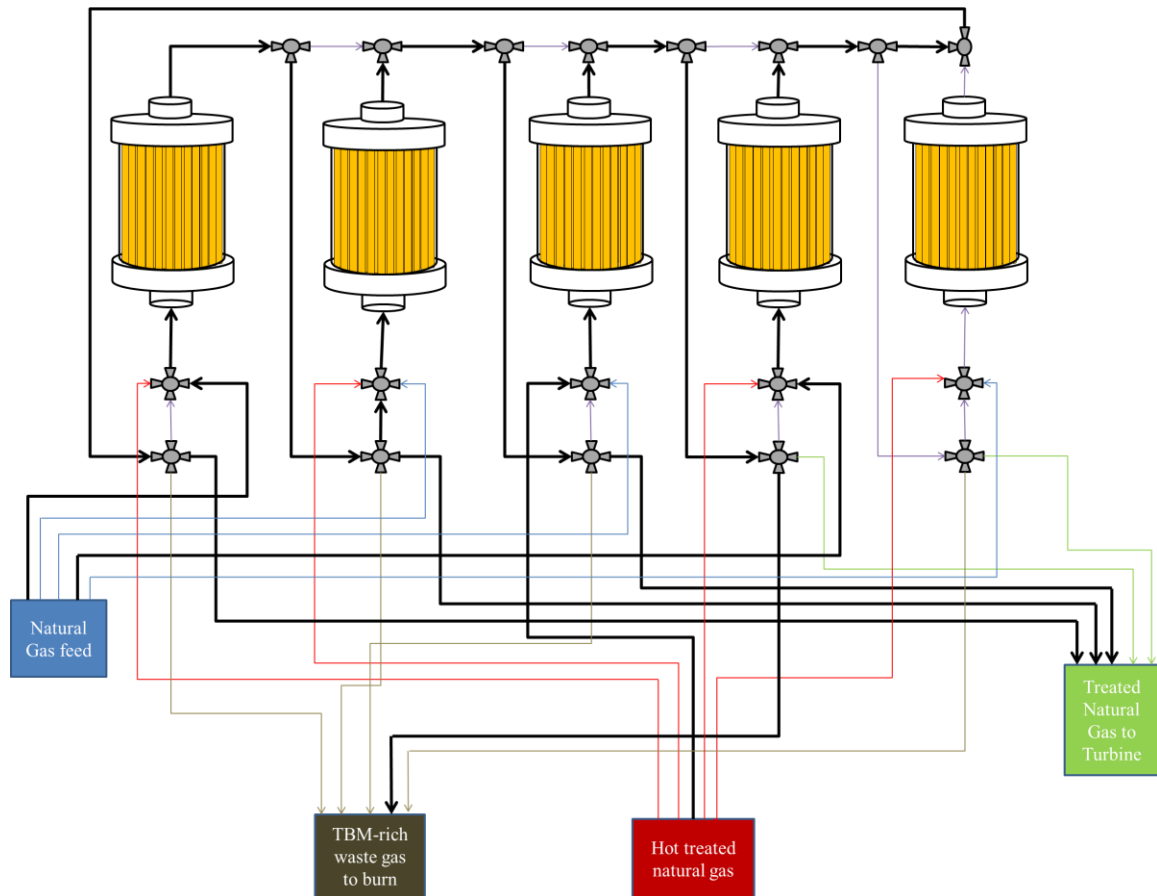 Natural
Gas feed
Treated
Natural
Gas to
Turbine
TBM-rich
waste gas
to burn
Hot treated
natural gas